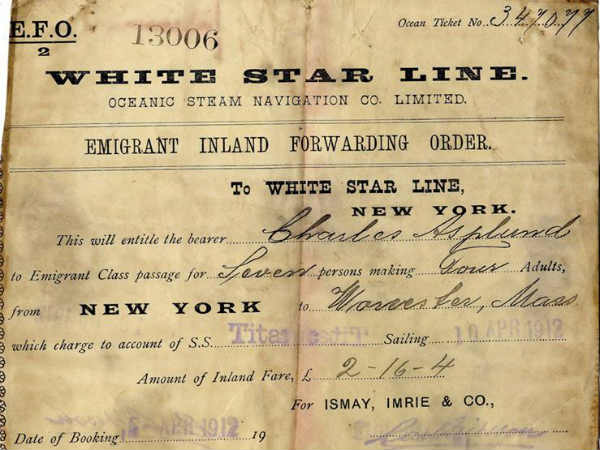 E.F.O. 13006 Ocean Ticket No. 347077
2
WHITE STAR LINE.
OCEANIC STEAM NAVIGATION CO. LIMITED.
EMIGRANT INLAND FORWARDING ORDER.
To WHITE STAR LINE,
NEW YORK.
This will entitle the bearer Charles Asplund
to Emigrant Class passage for Seven persons making Four Adults,
from NEW YORK to Worcester, Mass
which charge to account of S.S. Titanic Sailing 10 APR 1912
Amount of Inland Fare, £ 2-16-4
For ISMAY, IMRIE & CO.,
Date of Booking APR 1912 19